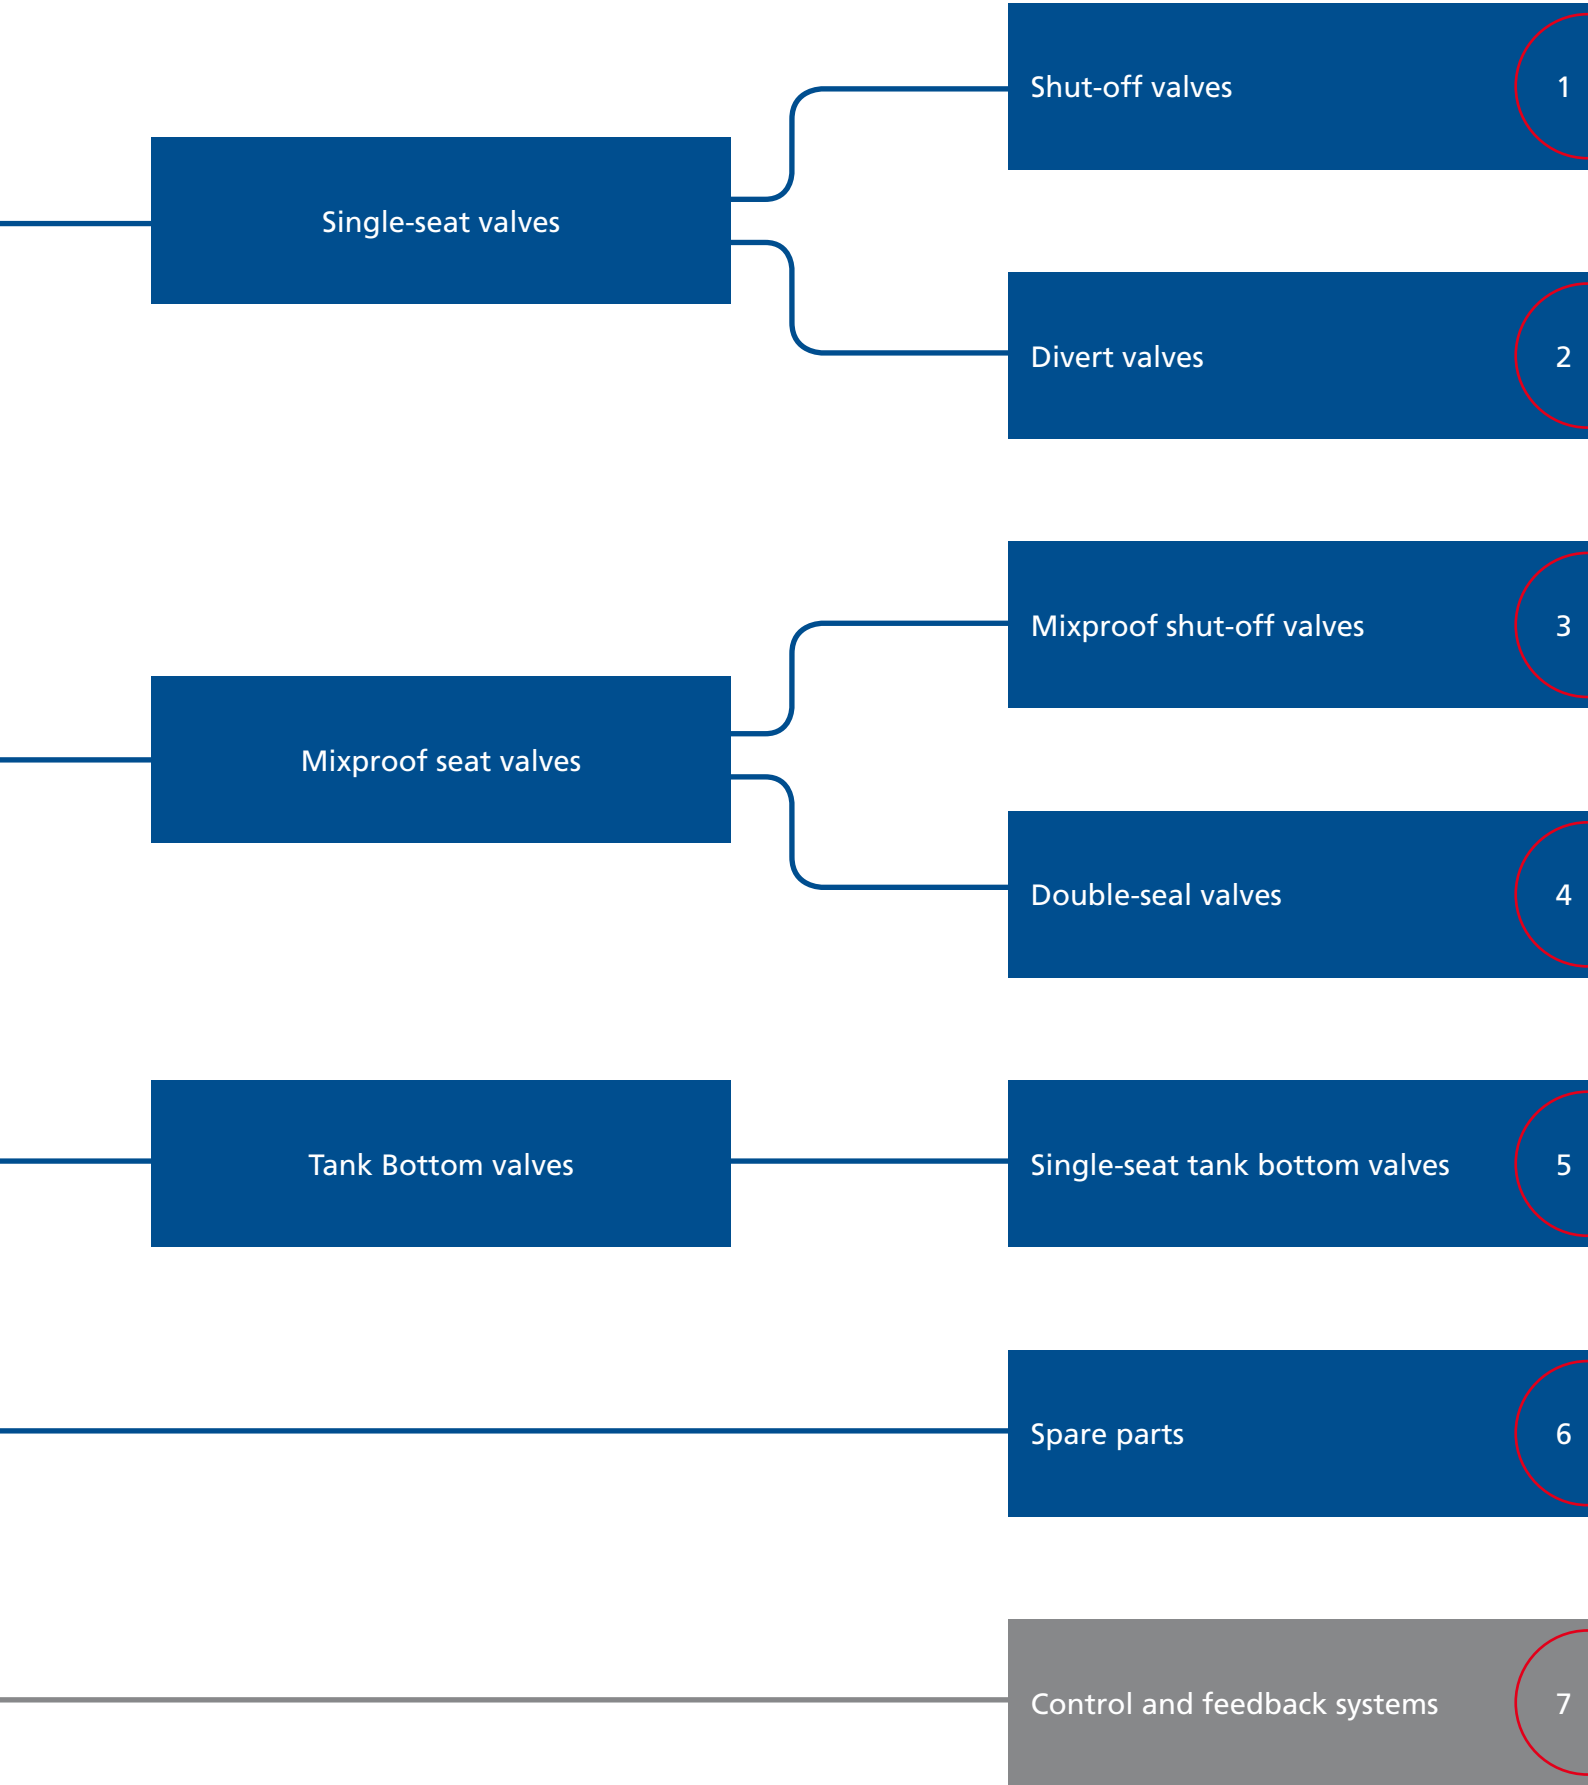 Shut-off valves 1
Single-seat valves
Divert valves 2
Mixproof shut-off valves 3
Mixproof seat valves
Double-seal valves 4
Tank Bottom valves
Single-seat tank bottom valves 5
Spare parts 6
Control and feedback systems 7